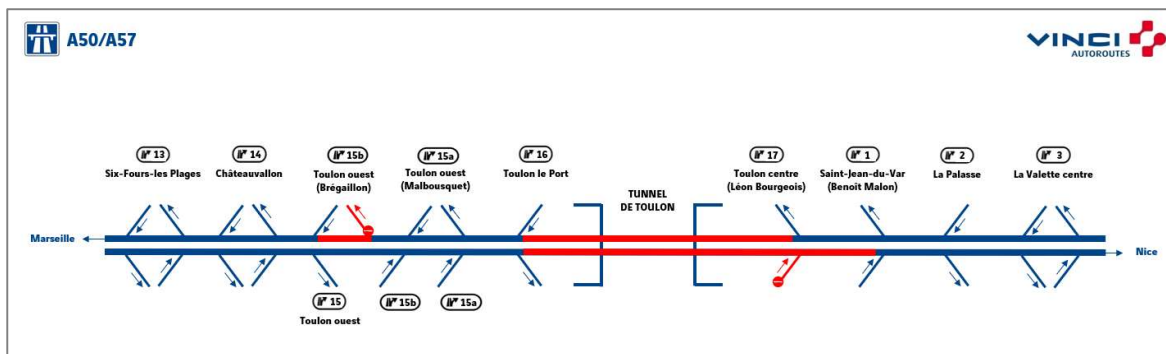 A50/A57
VINCI
AUTOROUTES
13
Six-Fours-les Plages
14
Châteauvallon
15b
Toulon ouest
(Brégaillon)
15a
Toulon ouest
(Malbousquet)
16
Toulon le Port
TUNNEL
DE TOULON
17
Toulon centre
(Léon Bourgeois)
1
Saint-Jean-du-Var
(Benoît Malon)
2
La Palasse
3
La Valette centre
Marseille
Nice
15
Toulon ouest
15b
15a